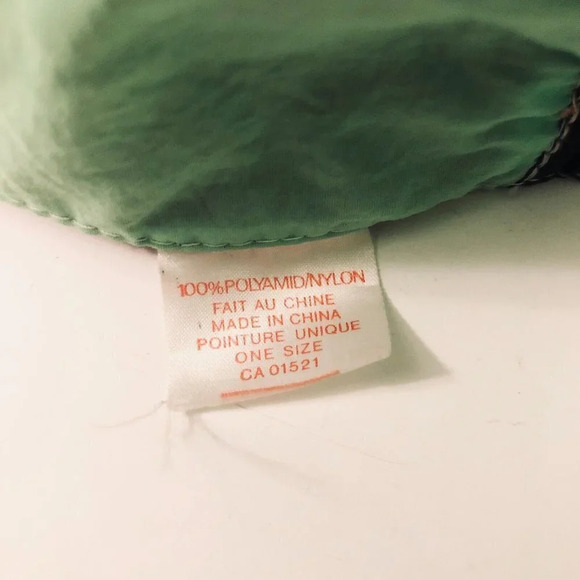 100% POLYAMID/NYLON
FAIT AU CHINE
MADE IN CHINA
POINTURE UNIQUE
ONE SIZE
CA 01521